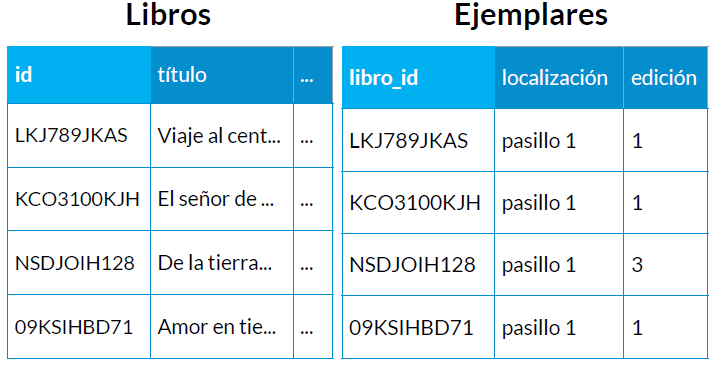 Libros
id título ...
LKJ789JKAS Viaje al cent... ...
KCO3100KJH El señor de ... ...
NSDJOIH128 De la tierra... ...
09KSIHBD71 Amor en tie... ...
Ejemplares
libro_id localización edición
LKJ789JKAS pasillo 1 1
KCO3100KJH pasillo 1 1
NSDJOIH128 pasillo 1 3
09KSIHBD71 pasillo 1 1